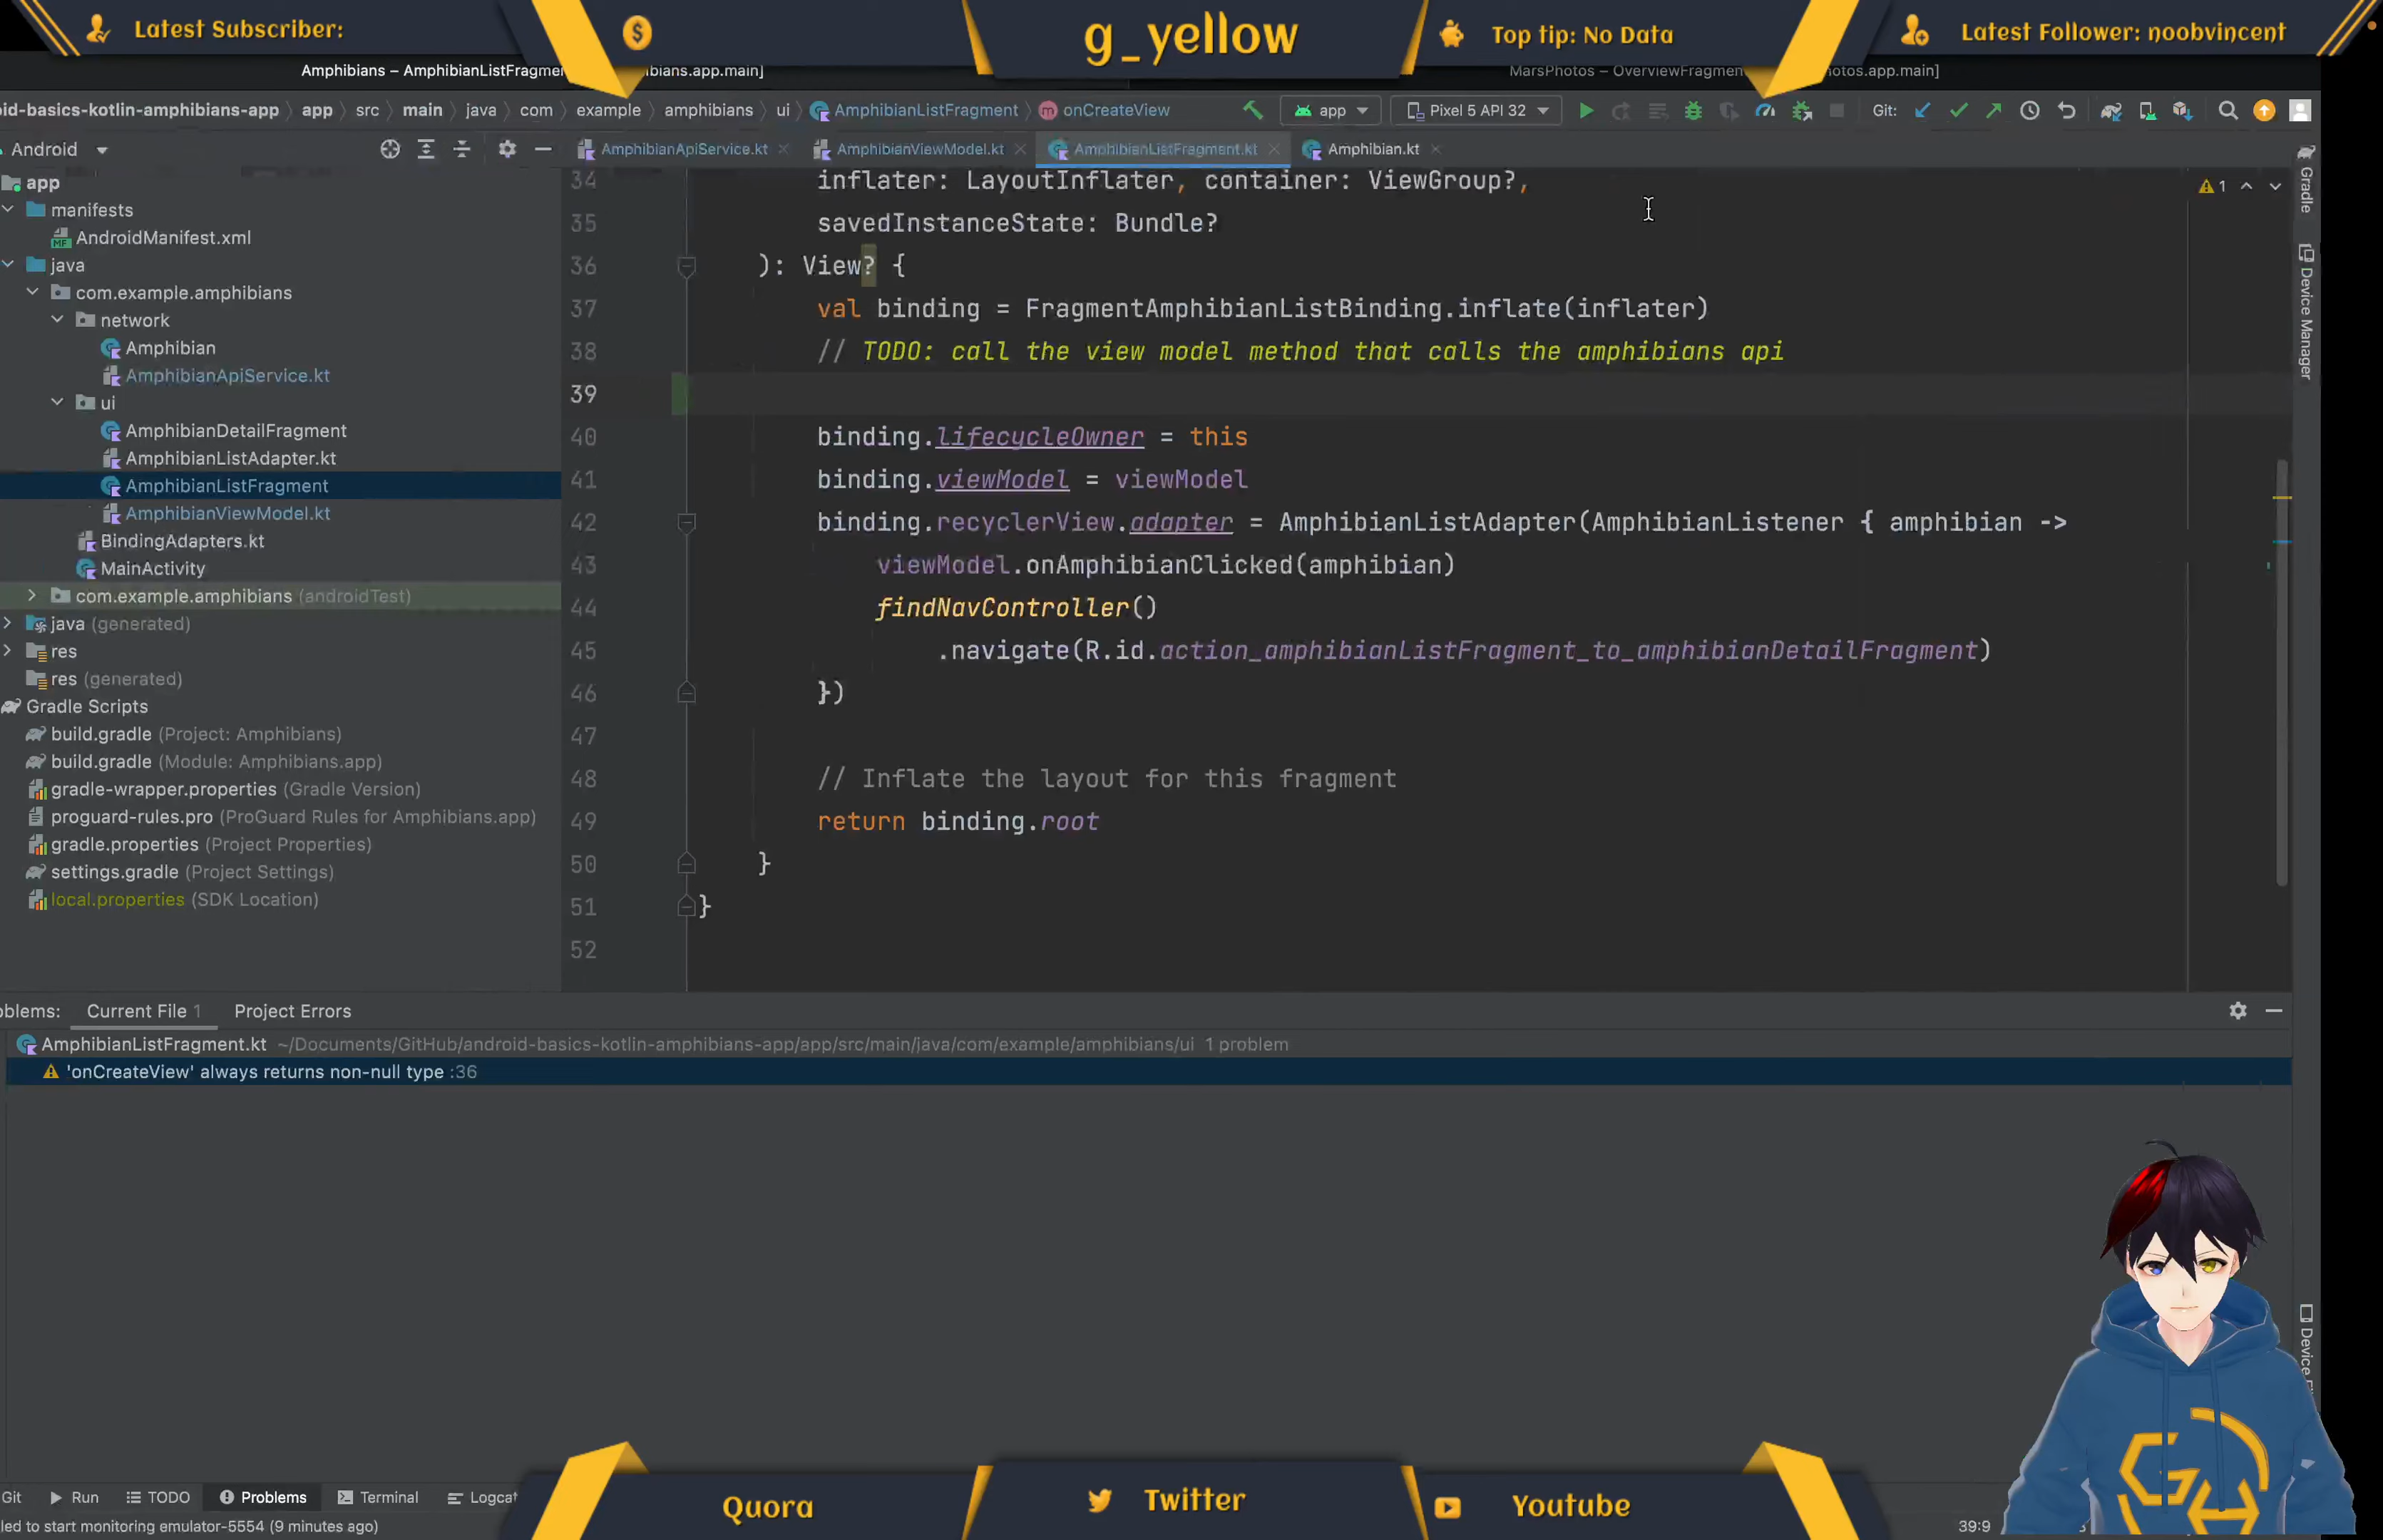 Latest Subscriber:
g_yellow
Top tip: No Data
Latest Follower: noobvincent
Amphibians – AmphibianListFragmen
ibians.app.main]
MarsPhotos – OverviewFragment
otos.app.main]
oid-basics-kotlin-amphibians-app
app
src
main
java
com
example
amphibians
ui
AmphibianListFragment
onCreateView
app
Pixel 5 API 32
Git:
Android
AmphibianApiService.kt
AmphibianViewModel.kt
AmphibianListFragment.kt
Amphibian.kt
app
manifests
AndroidManifest.xml
java
com.example.amphibians
network
Amphibian
AmphibianApiService.kt
ui
AmphibianDetailFragment
AmphibianListAdapter.kt
AmphibianListFragment
AmphibianViewModel.kt
BindingAdapters.kt
MainActivity
com.example.amphibians (androidTest)
java (generated)
res
res (generated)
Gradle Scripts
build.gradle (Project: Amphibians)
build.gradle (Module: Amphibians.app)
gradle-wrapper.properties (Gradle Version)
proguard-rules.pro (ProGuard Rules for Amphibians.app)
gradle.properties (Project Properties)
settings.gradle (Project Settings)
local.properties (SDK Location)
34 inflater: LayoutInflater, container: ViewGroup?,
35 savedInstanceState: Bundle?
36 ): View? {
37 val binding = FragmentAmphibianListBinding.inflate(inflater)
38 // TODO: call the view model method that calls the amphibians api
39
40 binding.lifecycleOwner = this
41 binding.viewModel = viewModel
42 binding.recyclerView.adapter = AmphibianListAdapter(AmphibianListener { amphibian ->
43 viewModel.onAmphibianClicked(amphibian)
44 findNavController()
45 .navigate(R.id.action_amphibianListFragment_to_amphibianDetailFragment)
46 })
47
48 // Inflate the layout for this fragment
49 return binding.root
50 }
51 }
52
1
Gradle
Device Manager
oblems:
Current File 1
Project Errors
AmphibianListFragment.kt ~/Documents/GitHub/android-basics-kotlin-amphibians-app/app/src/main/java/com/example/amphibians/ui 1 problem
'onCreateView' always returns non-null type :36
Device
Git
Run
TODO
Problems
Terminal
Logcat
Quora
Twitter
Youtube
led to start monitoring emulator-5554 (9 minutes ago)
39:9